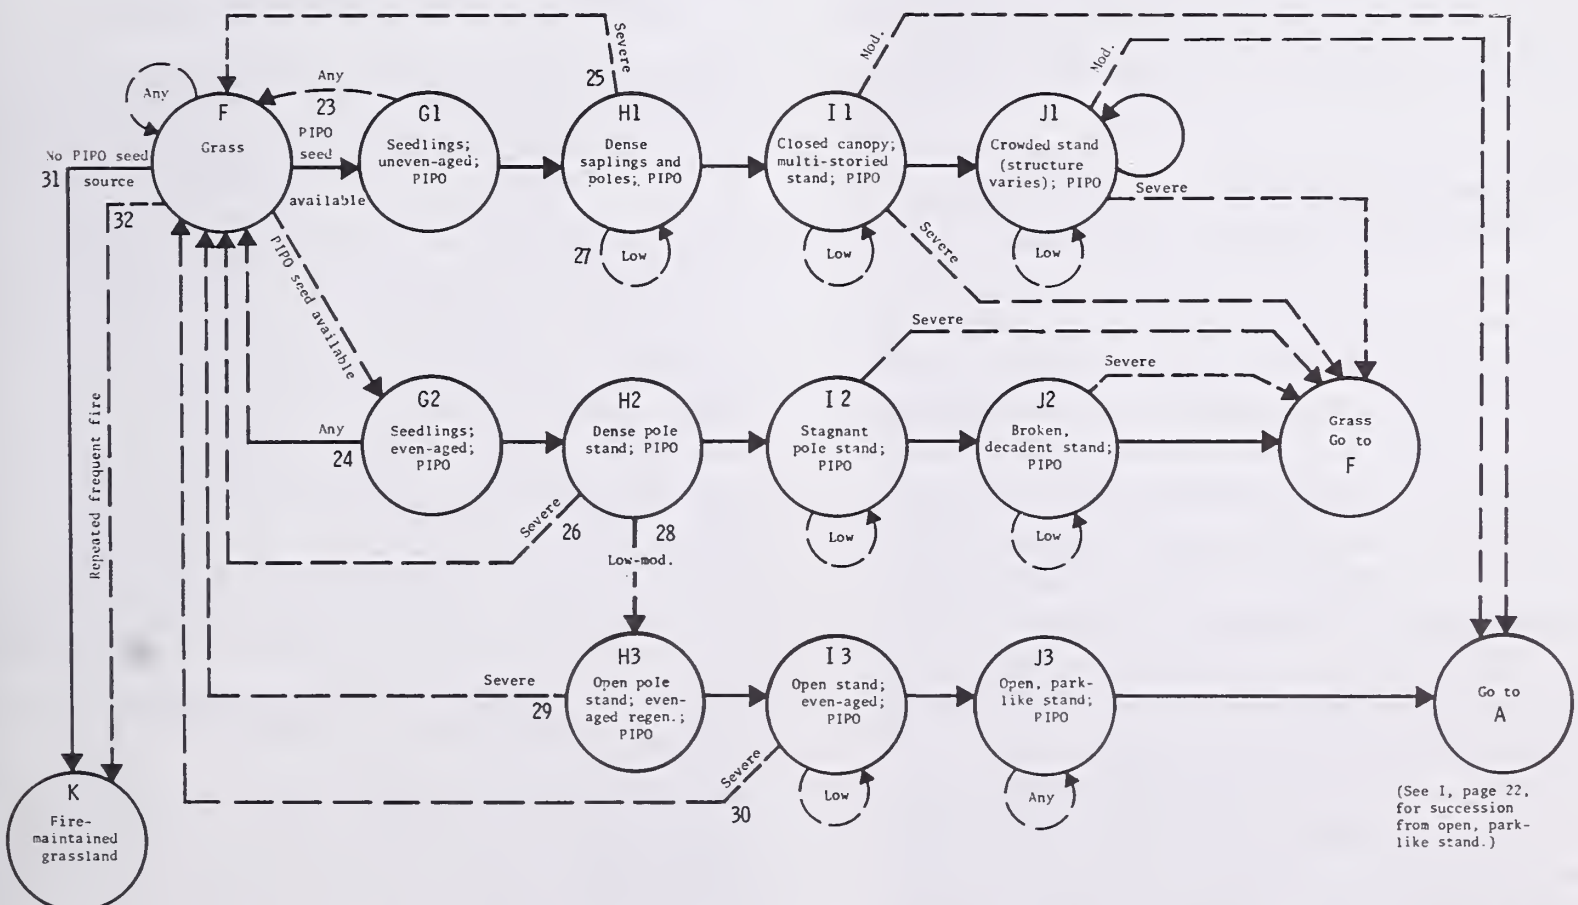 Severe
25
Mod.
Mod.
Any
Any
23
F
Grass
PIPO
seed
available
G1
Seedlings;
uneven-aged;
PIPO
H1
Dense
saplings and
poles; PIPO
I 1
Closed canopy;
multi-storied
stand; PIPO
J1
Crowded stand
(structure
varies); PIPO
Severe
No PIPO seed
31
source
32
27
Low
Low
Low
Severe
PIPO seed available
Severe
Severe
Repeated frequent fire
Any
24
G2
Seedlings;
even-aged;
PIPO
H2
Dense pole
stand; PIPO
I 2
Stagnant
pole stand;
PIPO
J2
Broken,
decadent stand;
PIPO
Grass
Go to
F
Severe
26
28
Low-mod.
Low
Low
Severe
29
H3
Open pole
stand; even-
aged regen.;
PIPO
I 3
Open stand;
even-aged;
PIPO
J3
Open, park-
like stand;
PIPO
Go to
A
Severe
30
Low
Any
K
Fire-
maintained
grassland
(See I, page 22,
for succession
from open, park-
like stand.)